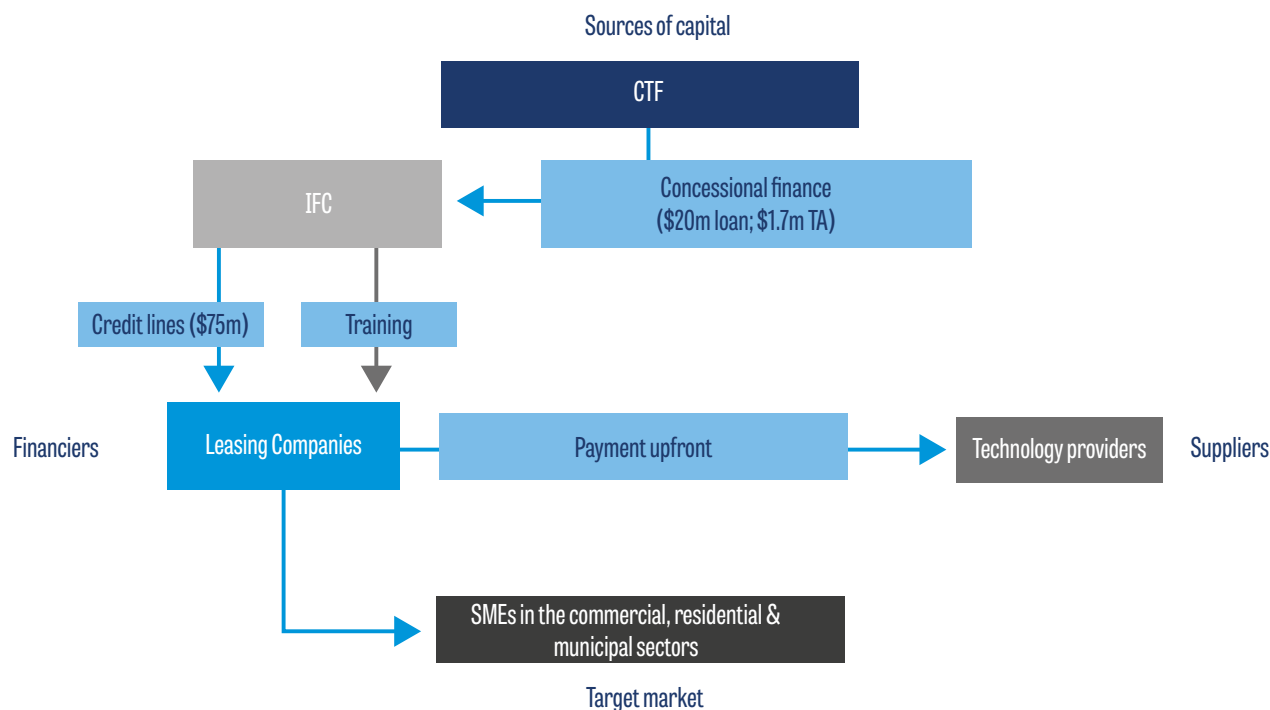 Sources of capital
CTF
IFC
Concessional finance
($20m loan; $1.7m TA)
Credit lines ($75m)
Training
Financiers
Leasing Companies
Payment upfront
Technology providers
Suppliers
SMEs in the commercial, residential &
municipal sectors
Target market